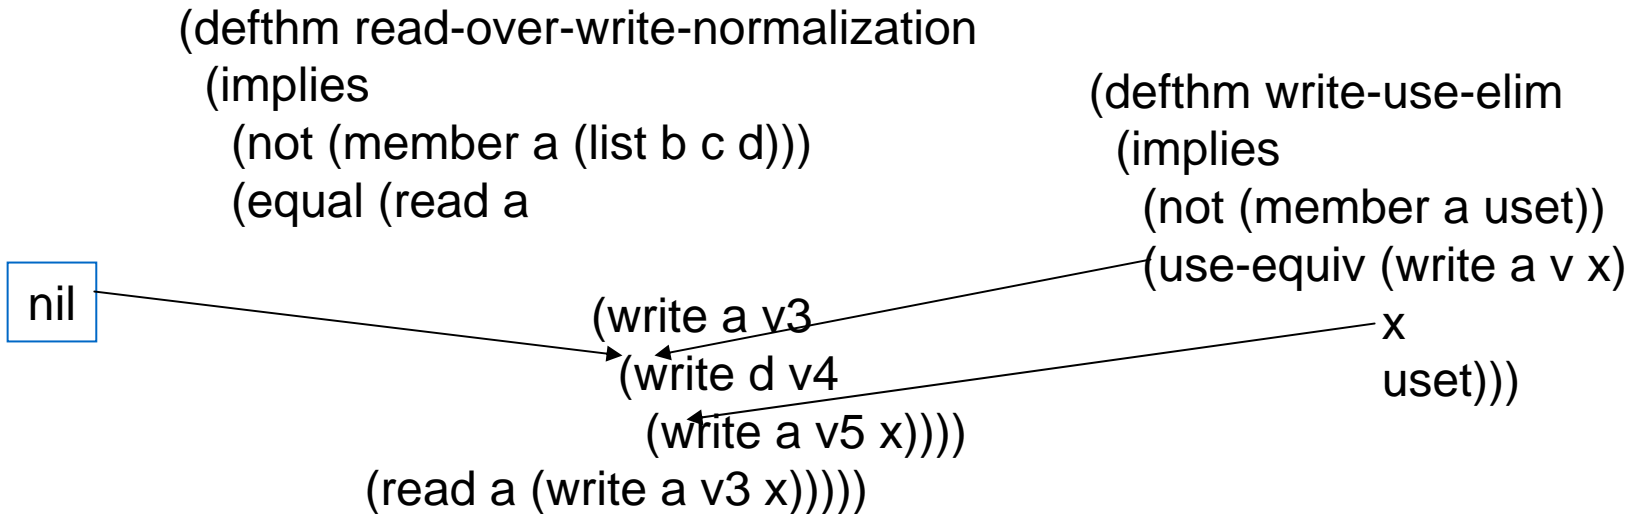 (defthm read-over-write-normalization
(implies
(not (member a (list b c d)))
(equal (read a
nil
(write a v3
(write d v4
(write a v5 x))))
(read a (write a v3 x)))))
(defthm write-use-elim
(implies
(not (member a uset))
(use-equiv (write a v x)
x
uset)))